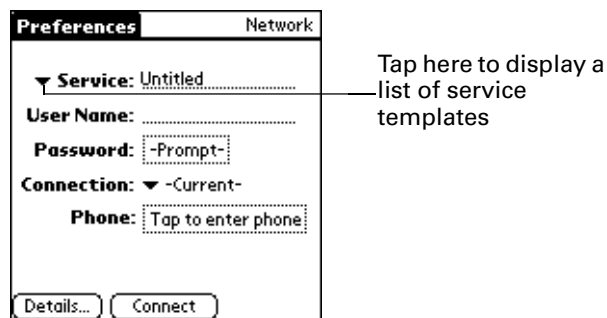 Preferences Network
Service: Untitled
User Name:
Password: -Prompt-
Connection: -Current-
Phone: Tap to enter phone
Details... Connect
Tap here to display a
list of service
templates